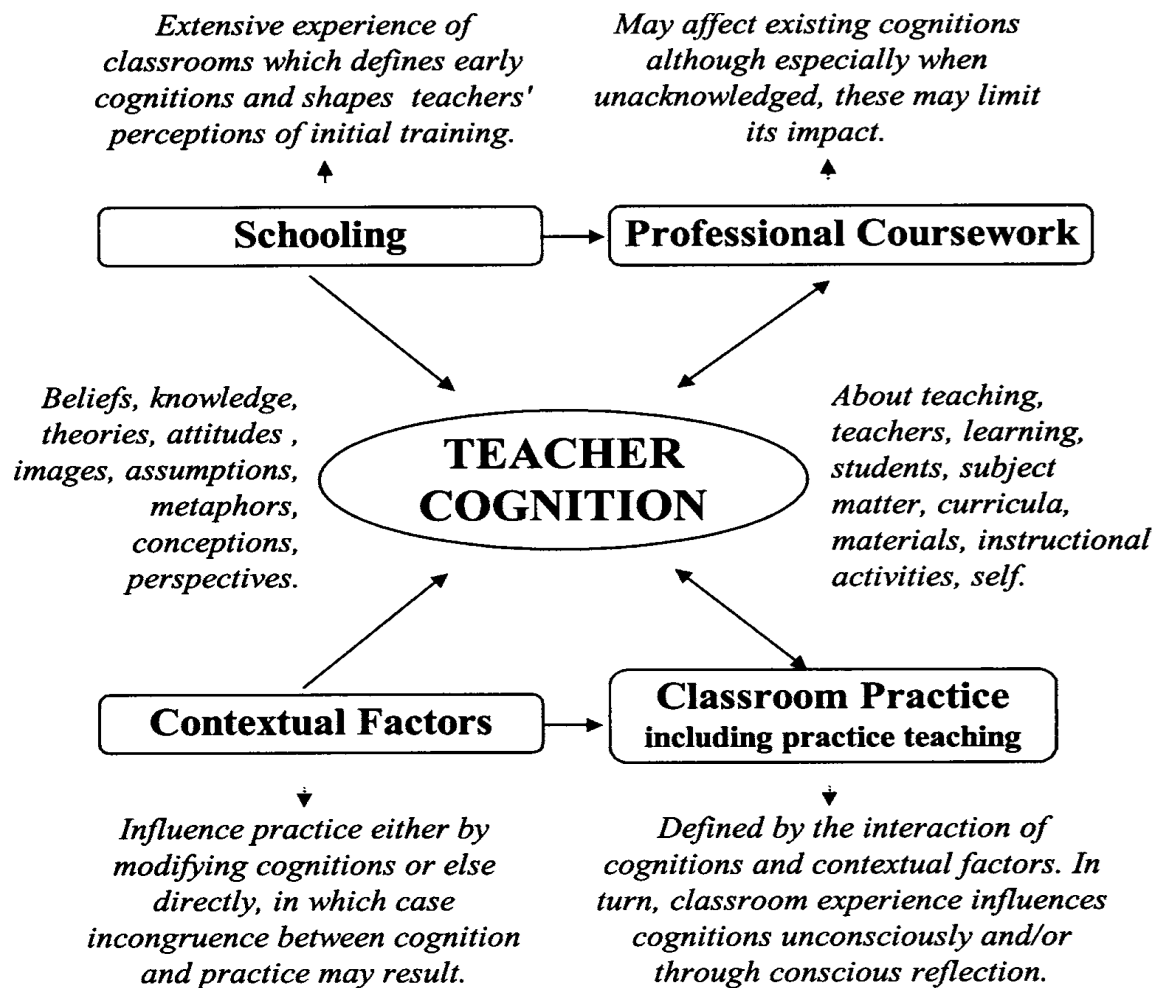 Extensive experience of
classrooms which defines early
cognitions and shapes teachers'
perceptions of initial training.
May affect existing cognitions
although especially when
unacknowledged, these may limit
its impact.
Schooling
Professional Coursework
Beliefs, knowledge,
theories, attitudes ,
images, assumptions,
metaphors,
conceptions,
perspectives.
TEACHER
COGNITION
About teaching,
teachers, learning,
students, subject
matter, curricula,
materials, instructional
activities, self.
Contextual Factors
Classroom Practice
including practice teaching
Influence practice either by
modifying cognitions or else
directly, in which case
incongruence between cognition
and practice may result.
Defined by the interaction of
cognitions and contextual factors. In
turn, classroom experience influences
cognitions unconsciously and/or
through conscious reflection.